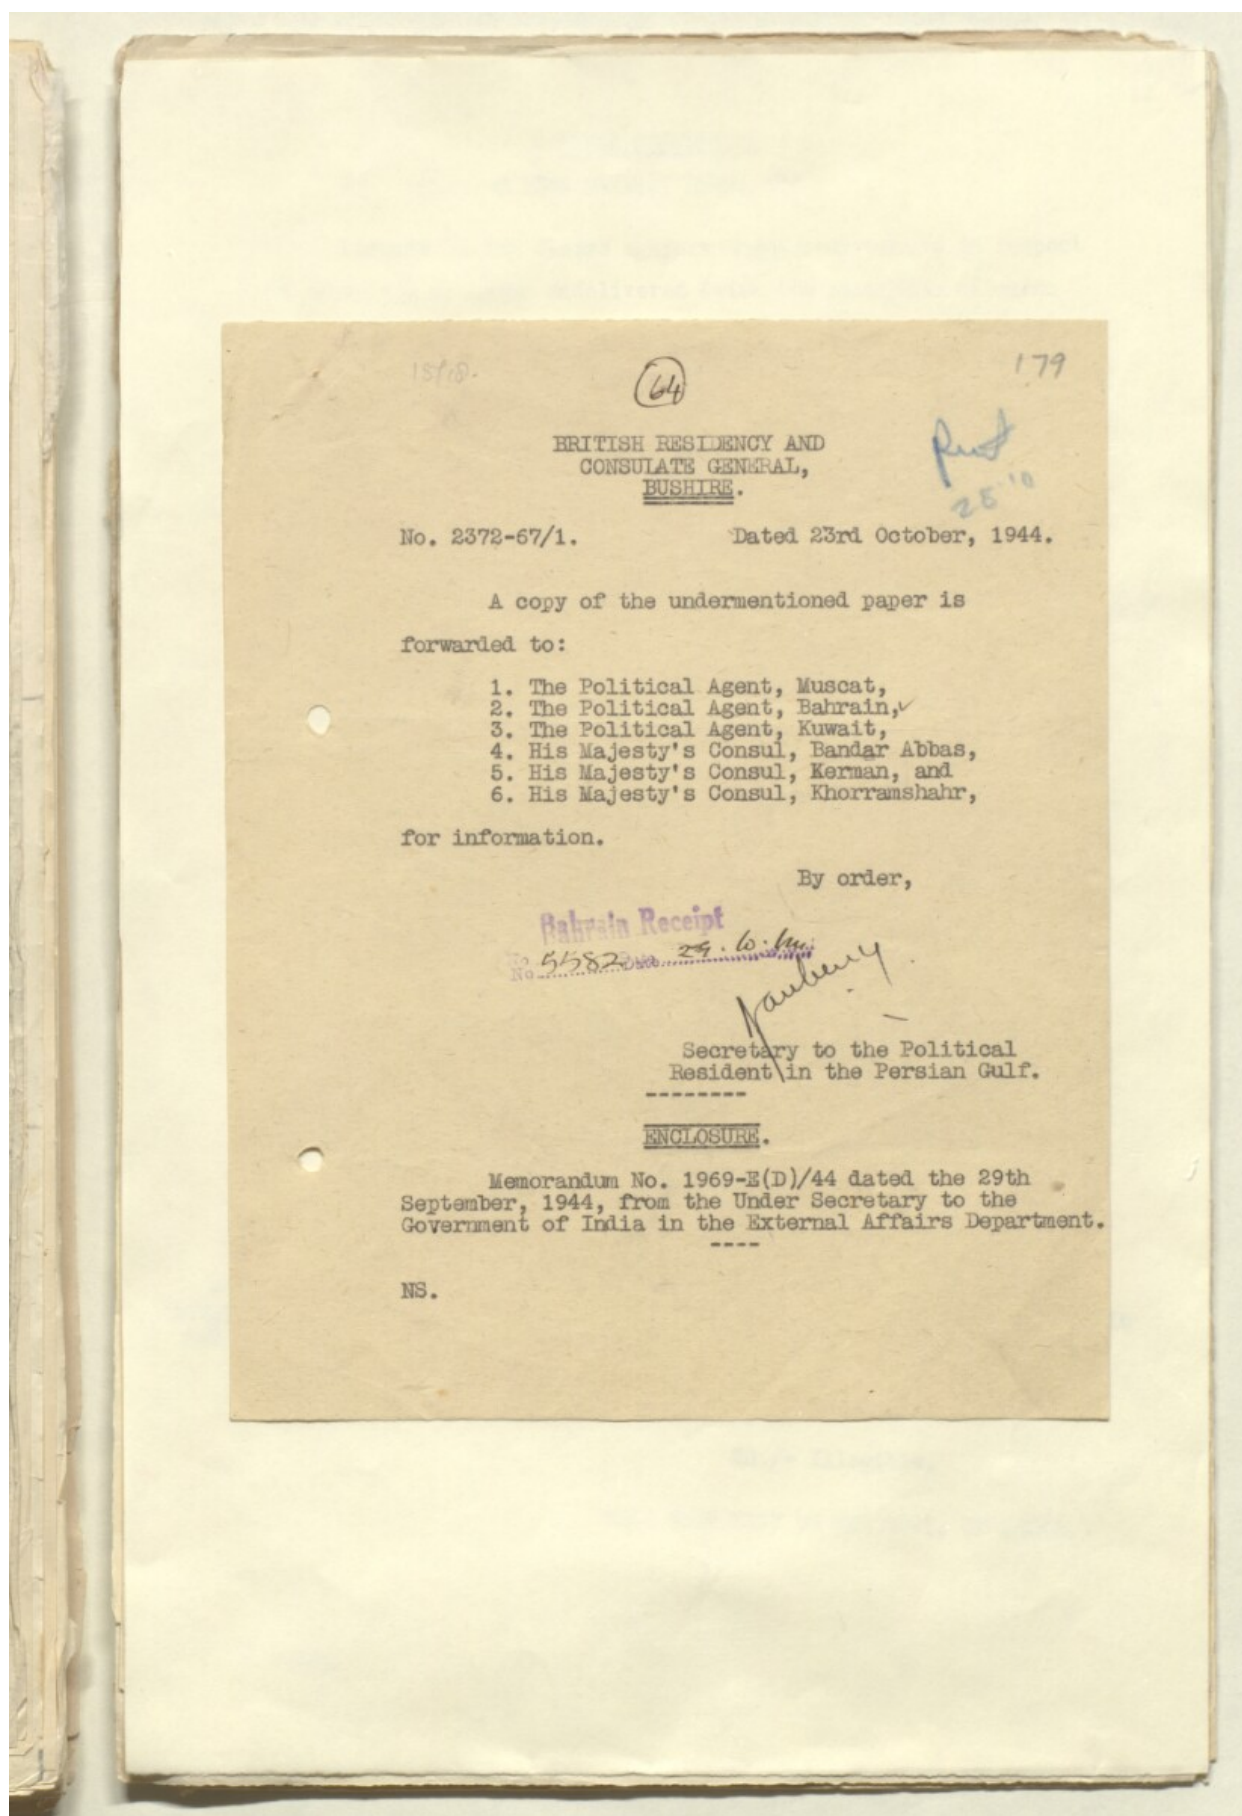 64
179
BRITISH RESIDENCY AND
CONSULATE GENERAL,
BUSHIRE.
No. 2372-67/1. Dated 23rd October, 1944.
A copy of the undermentioned paper is
forwarded to:
1. The Political Agent, Muscat,
2. The Political Agent, Bahrain,
3. The Political Agent, Kuwait,
4. His Majesty's Consul, Bandar Abbas,
5. His Majesty's Consul, Kerman, and
6. His Majesty's Consul, Khorramshahr,
for information.
By order,
Bahrain Receipt
No. 5582 Date 29.10.44
Secretary to the Political
Resident in the Persian Gulf.
--------
ENCLOSURE.
Memorandum No. 1969-E(D)/44 dated the 29th
September, 1944, from the Under Secretary to the
Government of India in the External Affairs Department.
----
NS.